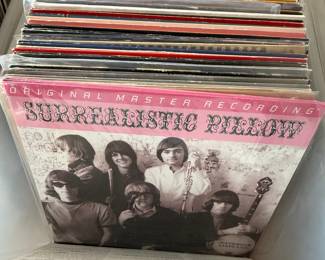 ORIGINAL MASTER RECORDING
SURREALISTIC PILLOW